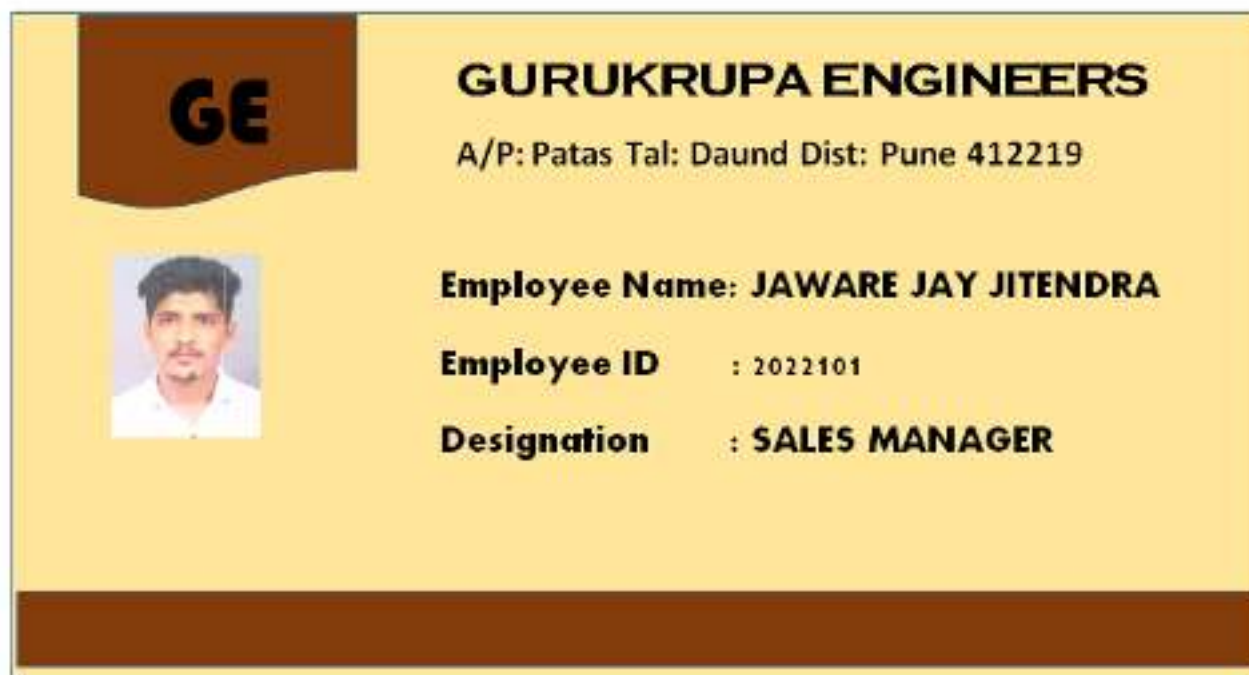 GE
GURUKRUPA ENGINEERS
A/P: Patas Tal: Daund Dist: Pune 412219
Employee Name: JAWARE JAY JITENDRA
Employee ID : 2022101
Designation : SALES MANAGER